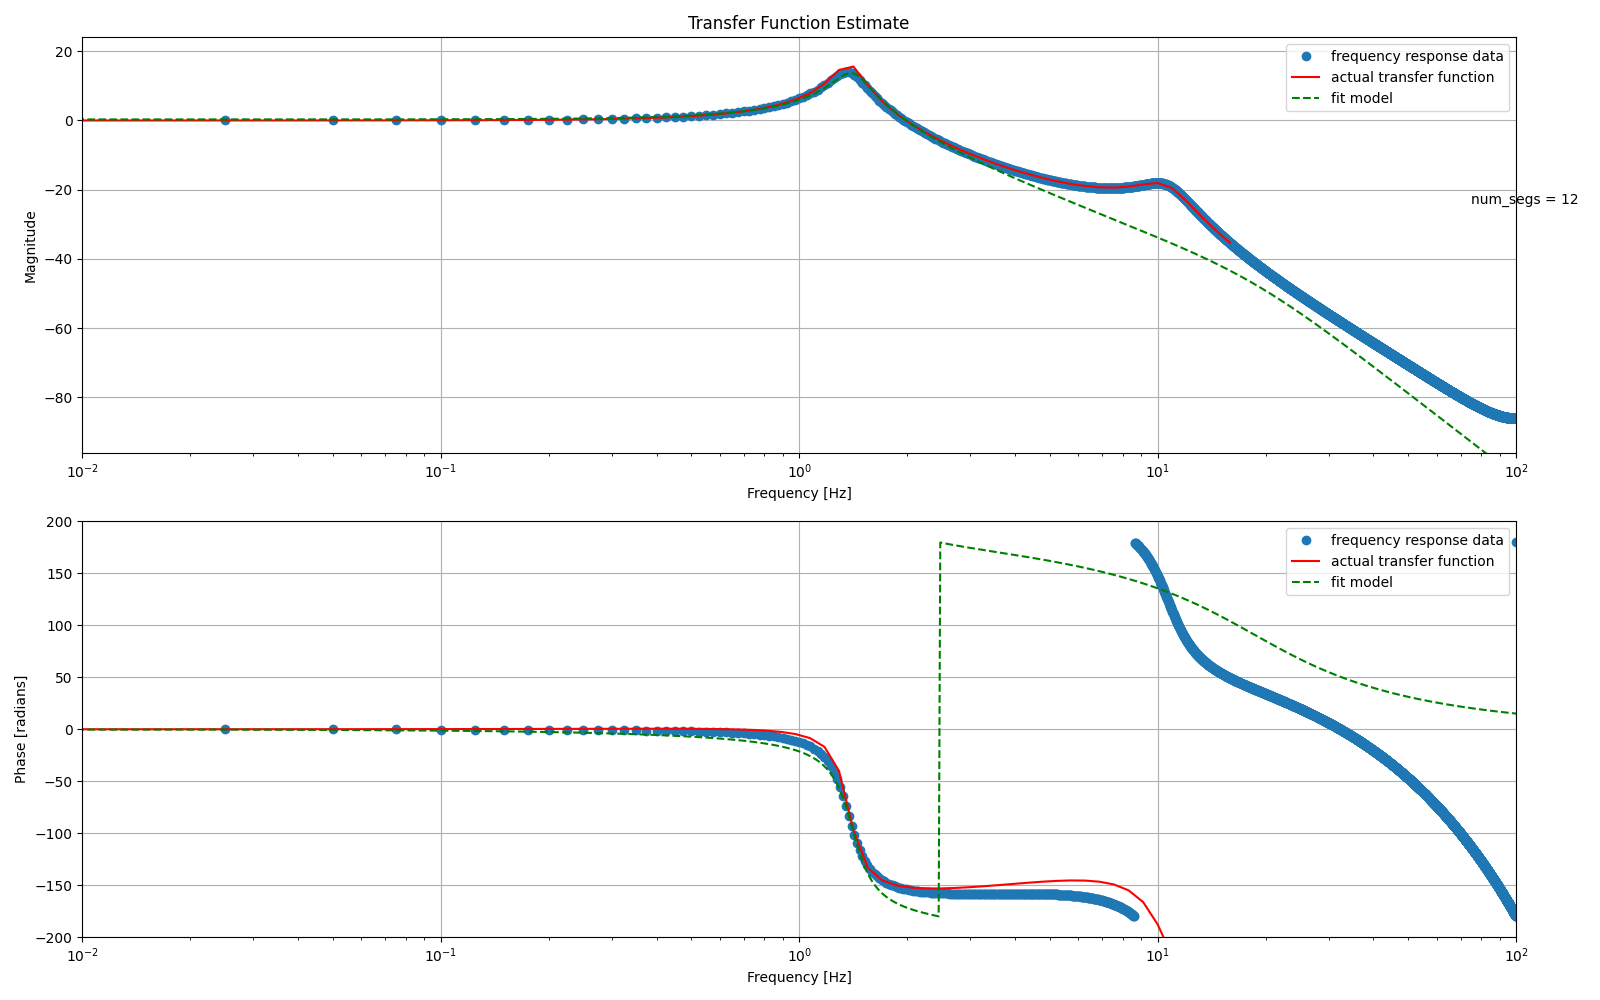 Transfer Function Estimate
20
0
−20
−40
−60
−80
Magnitude
frequency response data
actual transfer function
fit model
num_segs = 12
10⁻² 10⁻¹ 10⁰ 10¹ 10²
Frequency [Hz]
200
150
100
50
0
−50
−100
−150
−200
Phase [radians]
frequency response data
actual transfer function
fit model
10⁻² 10⁻¹ 10⁰ 10¹ 10²
Frequency [Hz]